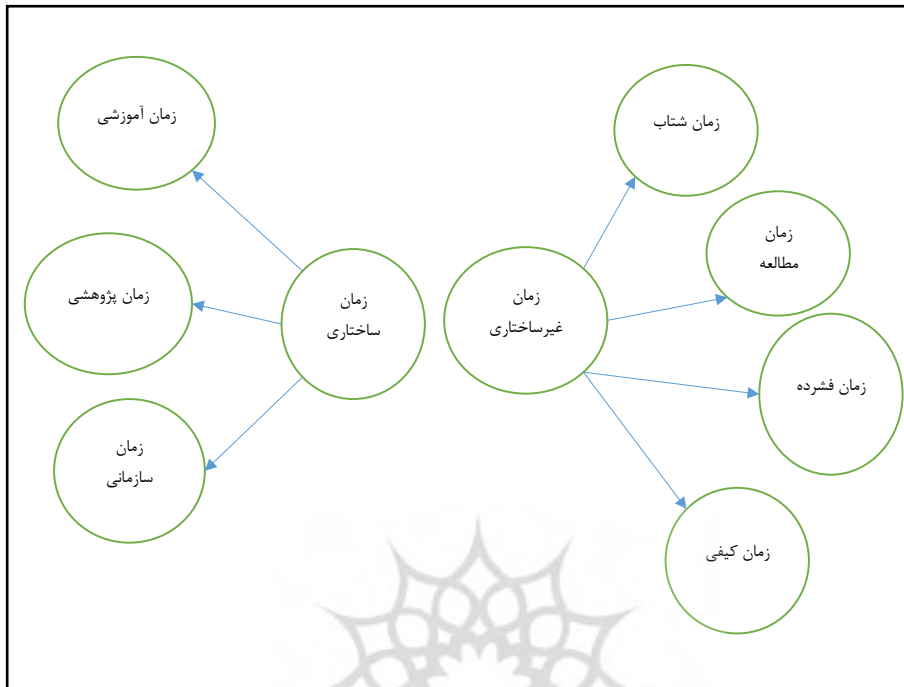 زمان شتاب
زمان آموزشی
زمان
مطالعه
زمان پژوهشی
زمان
غیرساختاری
زمان
ساختاری
زمان فشرده
زمان
سازمانی
زمان کیفی